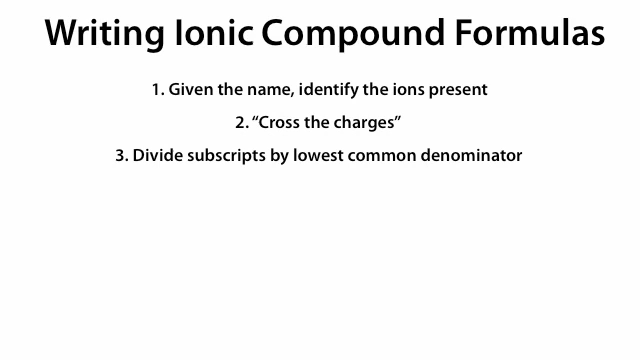 Writing Ionic Compound Formulas
1. Given the name, identify the ions present
2. “Cross the charges”
3. Divide subscripts by lowest common denominator